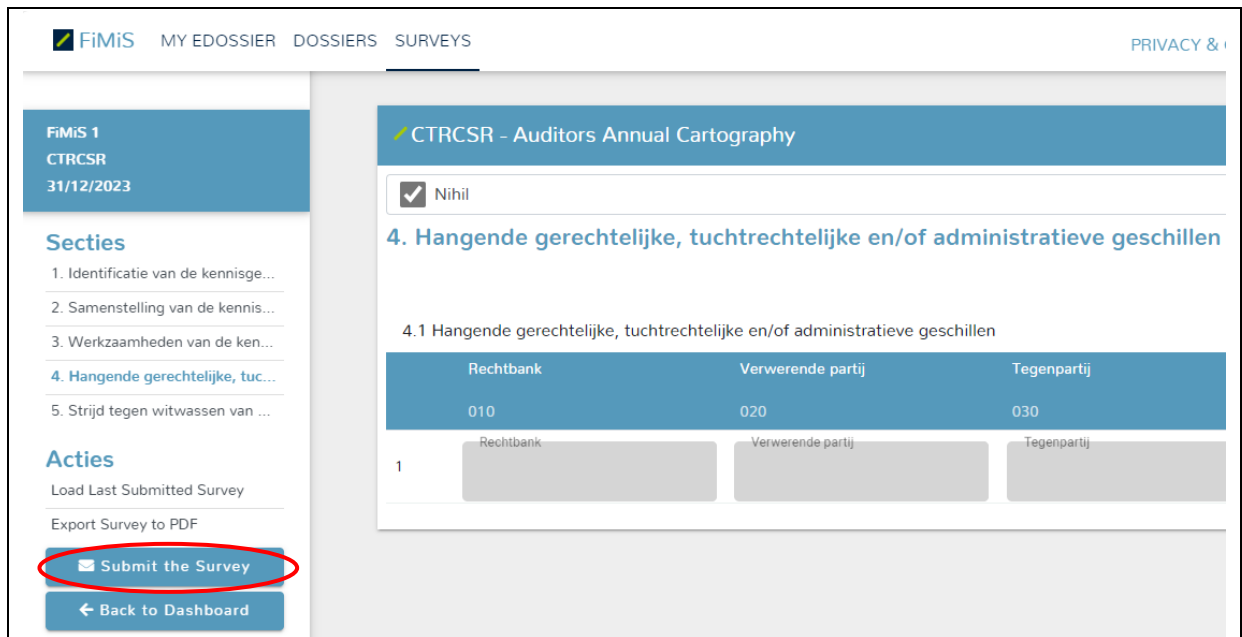 FiMiS MY EDOSSIER DOSSIERS SURVEYS PRIVACY &
FiMiS 1
CTRCSR
31/12/2023
Secties
1. Identificatie van de kennisge...
2. Samenstelling van de kennis...
3. Werkzaamheden van de ken...
4. Hangende gerechtelijke, tuc...
5. Strijd tegen witwassen van ...
Acties
Load Last Submitted Survey
Export Survey to PDF
Submit the Survey
Back to Dashboard
CTRCSR - Auditors Annual Cartography
Nihil
4. Hangende gerechtelijke, tuchtrechtelijke en/of administratieve geschillen
4.1 Hangende gerechtelijke, tuchtrechtelijke en/of administratieve geschillen
Rechtbank Verwerende partij Tegenpartij
010 020 030
Rechtbank Verwerende partij Tegenpartij
1